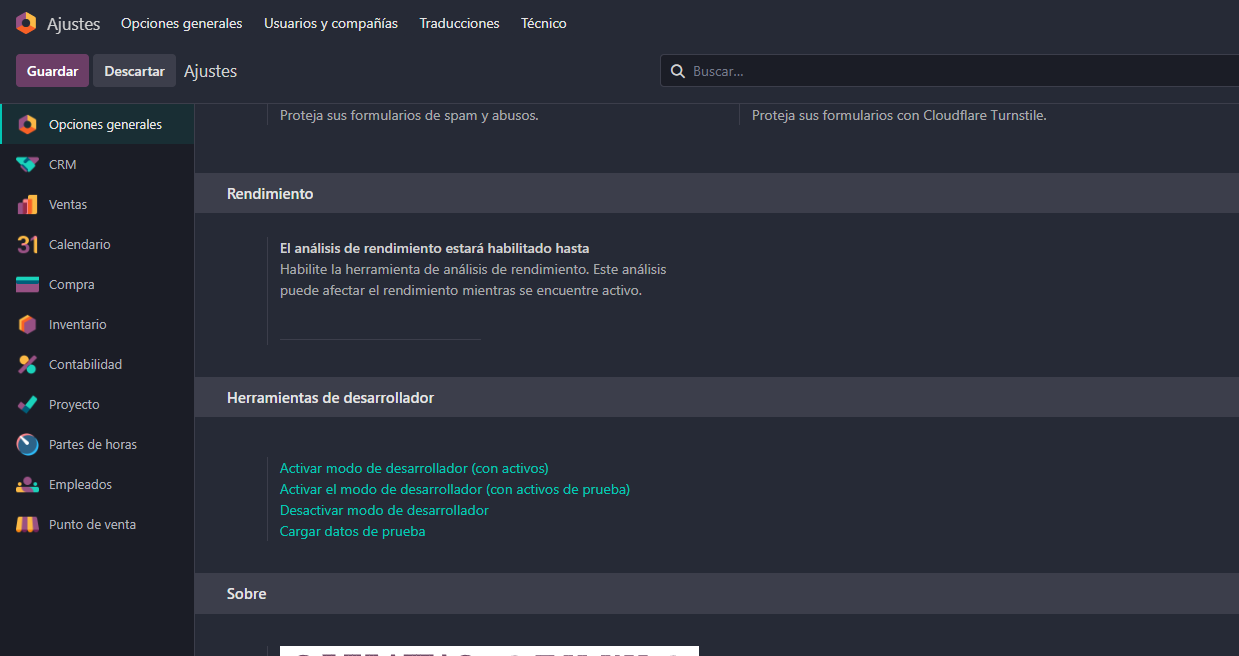 Ajustes Opciones generales Usuarios y compañías Traducciones Técnico
Guardar Descartar Ajustes Buscar...
Opciones generales
CRM
Ventas
31 Calendario
Compra
Inventario
Contabilidad
Proyecto
Partes de horas
Empleados
Punto de venta
Proteja sus formularios de spam y abusos.
Proteja sus formularios con Cloudflare Turnstile.
Rendimiento
El análisis de rendimiento estará habilitado hasta
Habilite la herramienta de análisis de rendimiento. Este análisis
puede afectar el rendimiento mientras se encuentre activo.
Herramientas de desarrollador
Activar modo de desarrollador (con activos)
Activar el modo de desarrollador (con activos de prueba)
Desactivar modo de desarrollador
Cargar datos de prueba
Sobre